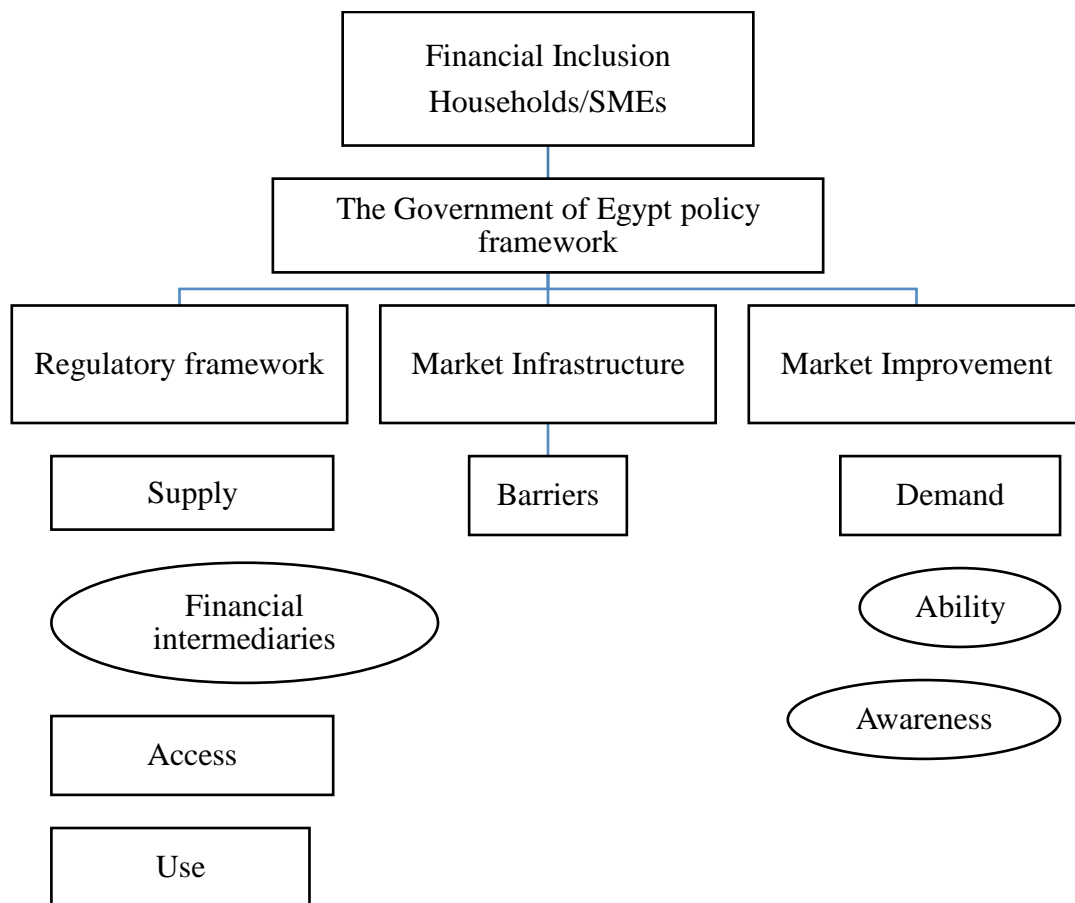 Financial Inclusion
Households/SMEs
The Government of Egypt policy
framework
Regulatory framework
Market Infrastructure
Market Improvement
Supply
Barriers
Demand
Financial
intermediaries
Ability
Awareness
Access
Use